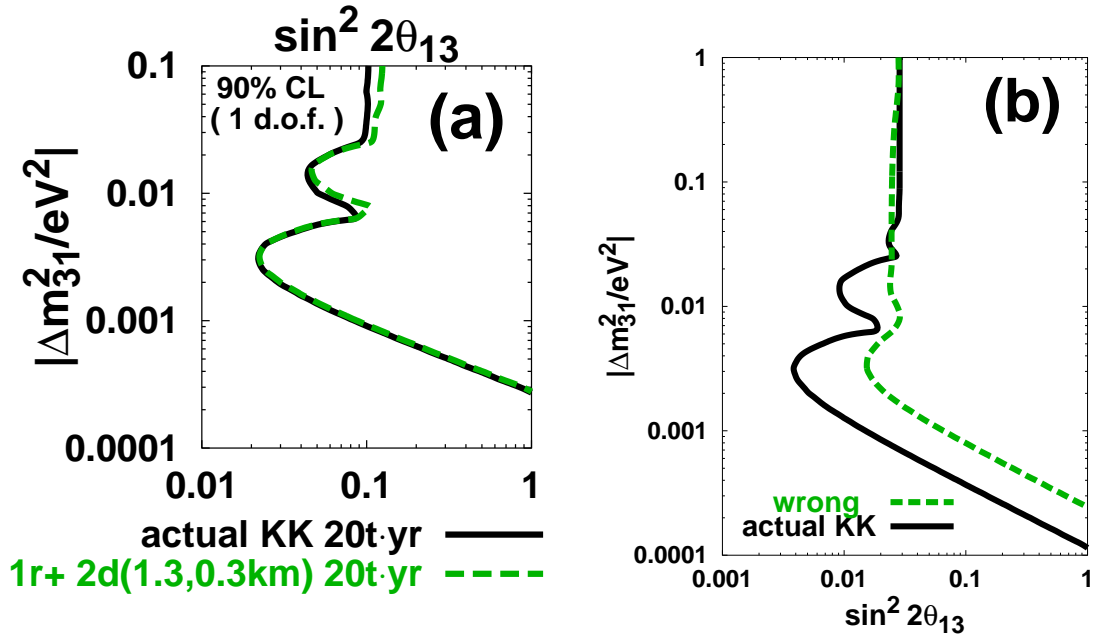 sin² 2θ₁₃
0.1
90% CL
( 1 d.o.f. )
(a)
0.01
0.001
0.0001
|Δm²₃₁/eV²|
0.01 0.1 1
actual KK 20t·yr
1r+ 2d(1.3,0.3km) 20t·yr
1
(b)
0.1
0.01
0.001
0.0001
|Δm²₃₁/eV²|
wrong
actual KK
0.001 0.01 0.1 1
sin² 2θ₁₃